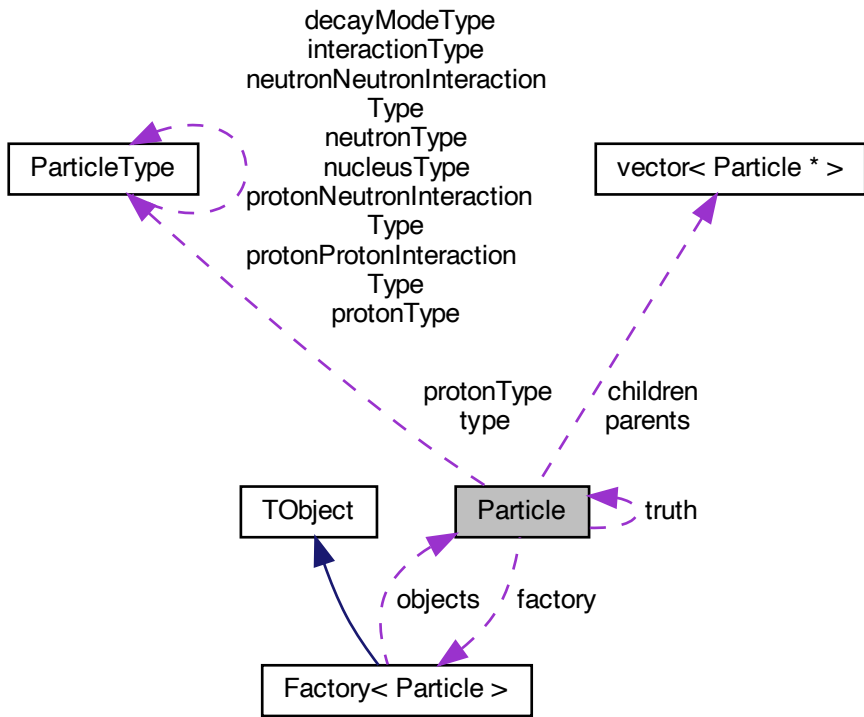 decayModeType
interactionType
neutronNeutronInteraction
Type
neutronType
nucleusType
protonNeutronInteraction
Type
protonProtonInteraction
Type
protonType
ParticleType
vector< Particle * >
protonType
type
children
parents
TObject
Particle
truth
objects
factory
Factory< Particle >